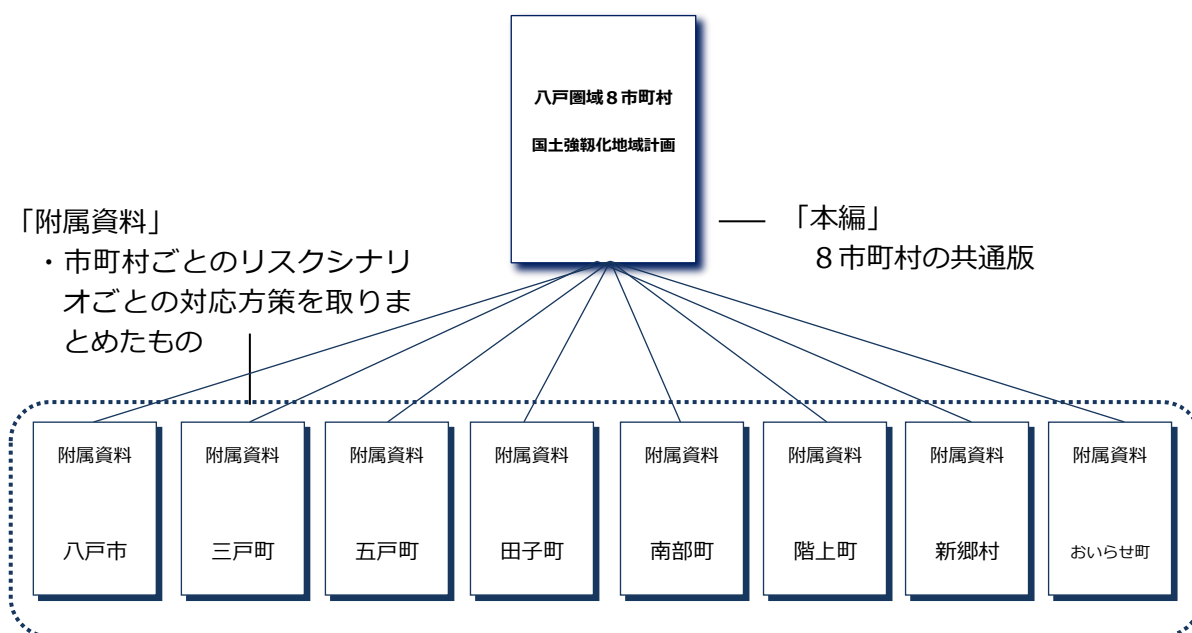 八戸圏域８市町村
国土強靱化地域計画
「附属資料」
・市町村ごとのリスクシナリ
オごとの対応方策を取りま
とめたもの
「本編」
８市町村の共通版
附属資料
八戸市
附属資料
三戸町
附属資料
五戸町
附属資料
田子町
附属資料
南部町
附属資料
階上町
附属資料
新郷村
附属資料
おいらせ町